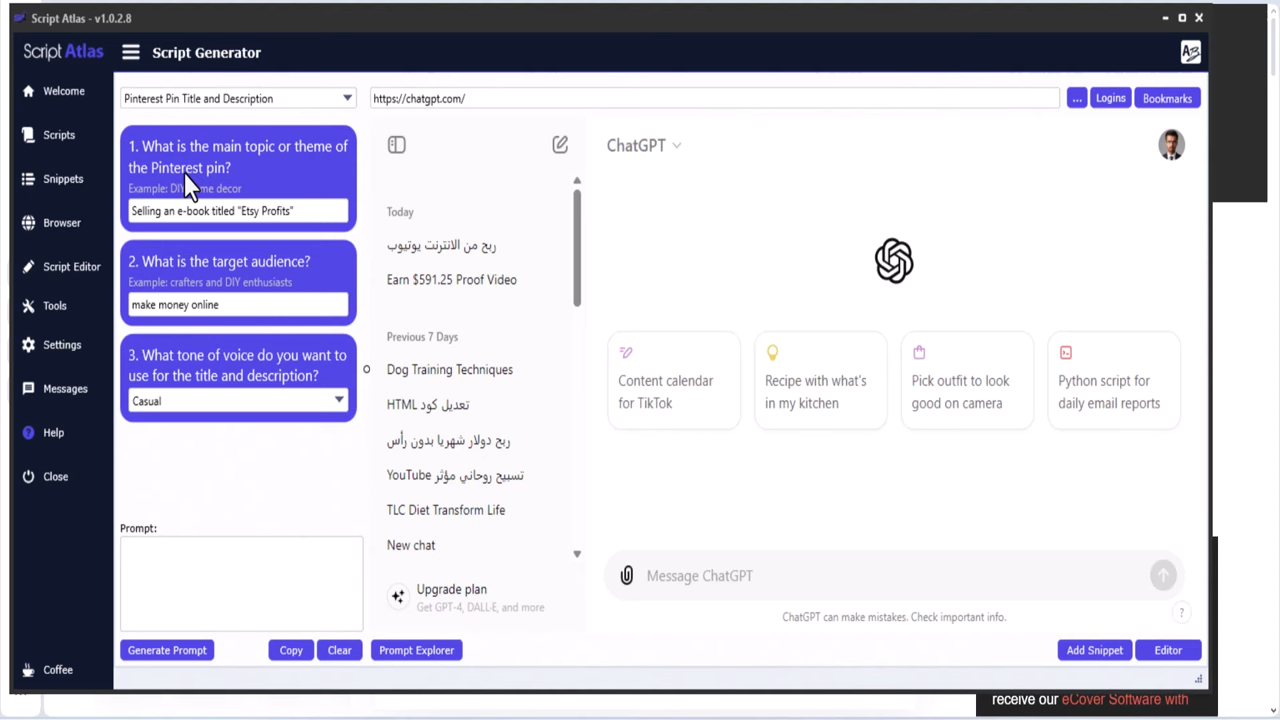 Script Atlas - v1.0.2.8
Script Atlas
Script Generator
Welcome
Scripts
Snippets
Browser
Script Editor
Tools
Settings
Messages
Help
Close
Coffee
Pinterest Pin Title and Description
https://chatgpt.com/
...
Logins
Bookmarks
1. What is the main topic or theme of
the Pinterest pin?
Selling an e-book titled "Etsy Profits"
2. What is the target audience?
Example: crafters and DIY enthusiasts
make money online
3. What tone of voice do you want to
use for the title and description?
Casual
Prompt:
Generate Prompt
Copy
Clear
Today
ربح من الانترنت يوتيوب
Earn $591.25 Proof Video
Previous 7 Days
Dog Training Techniques
تعديل كود HTML
ربح دولار شهريا بدون رأس
تسبيح روحاني مؤثر YouTube
TLC Diet Transform Life
New chat
Upgrade plan
Get GPT-4, DALL·E, and more
Prompt Explorer
ChatGPT
Content calendar
for TikTok
Recipe with what's
in my kitchen
Pick outfit to look
good on camera
Python script for
daily email reports
Message ChatGPT
ChatGPT can make mistakes. Check important info.
?
Add Snippet
Editor
receive our eCover Software with